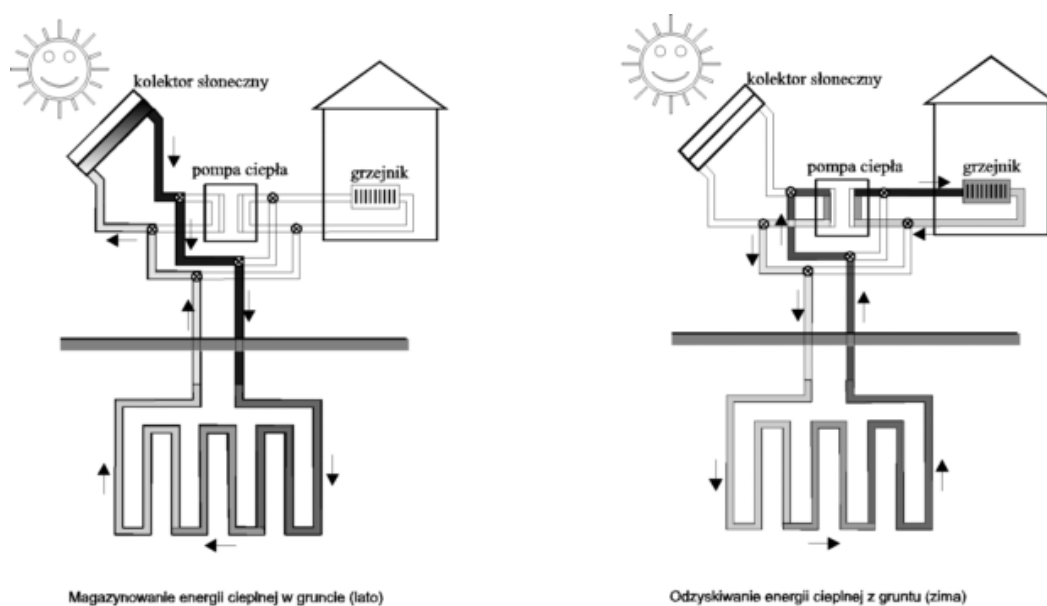 kolektor słoneczny
pompa ciepła
grzejnik
Magazynowanie energii cieplnej w gruncie (lato)
kolektor słoneczny
pompa ciepła
grzejnik
Odzyskiwanie energii cieplnej z gruntu (zima)